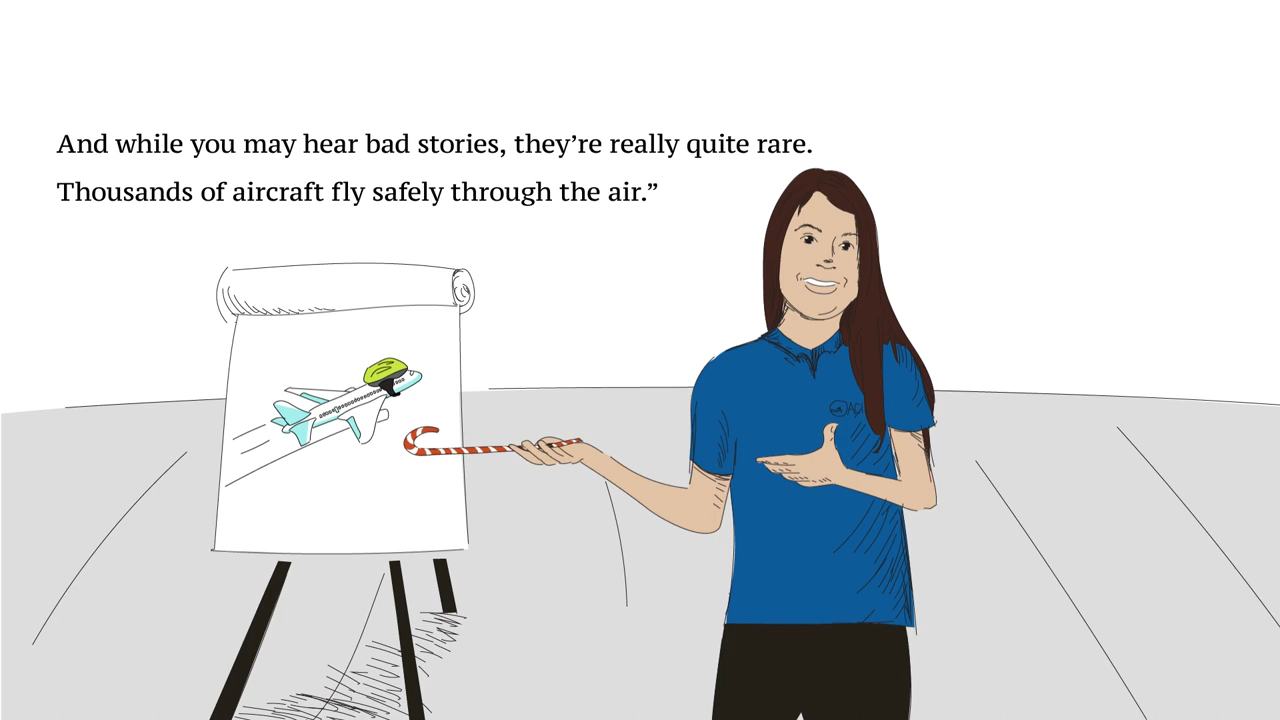 And while you may hear bad stories, they’re really quite rare.
Thousands of aircraft fly safely through the air.”